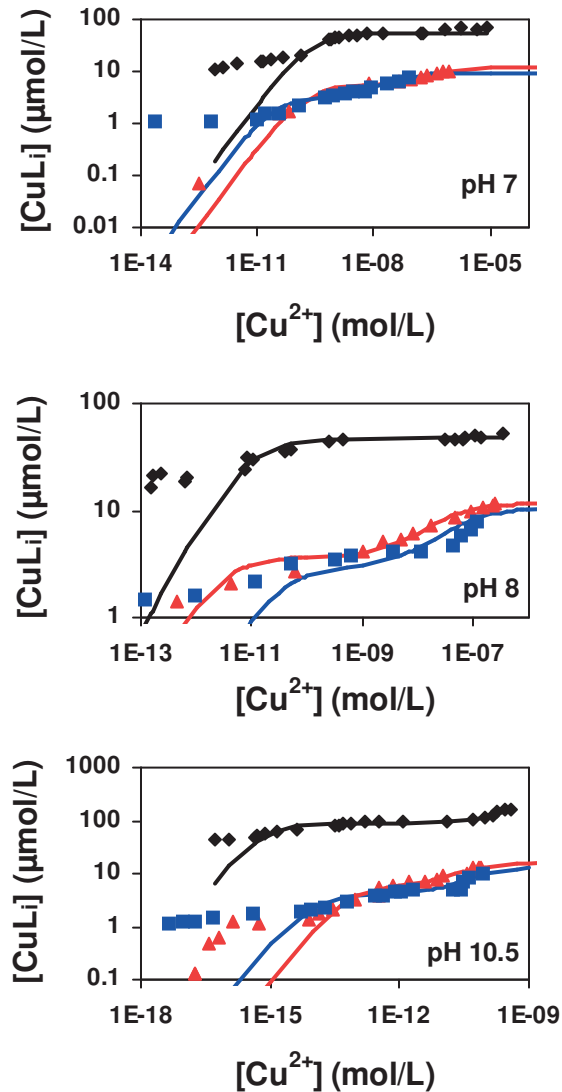 100
10
1
0.1
0.01
[CuLi] (µmol/L)
pH 7
1E-14 1E-11 1E-08 1E-05
[Cu2+] (mol/L)
100
10
1
[CuLi] (µmol/L)
pH 8
1E-13 1E-11 1E-09 1E-07
[Cu2+] (mol/L)
1000
100
10
1
0.1
[CuLi] (µmol/L)
pH 10.5
1E-18 1E-15 1E-12 1E-09
[Cu2+] (mol/L)